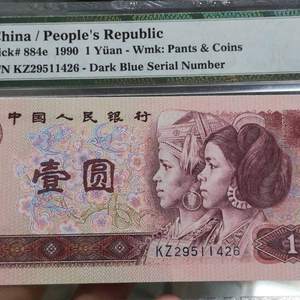 China / People's Republic
ick# 884e 1990 1 Yüan - Wmk: Pants & Coins
N KZ29511426 - Dark Blue Serial Number
中国人民银行
壹圆
KZ29511426
1